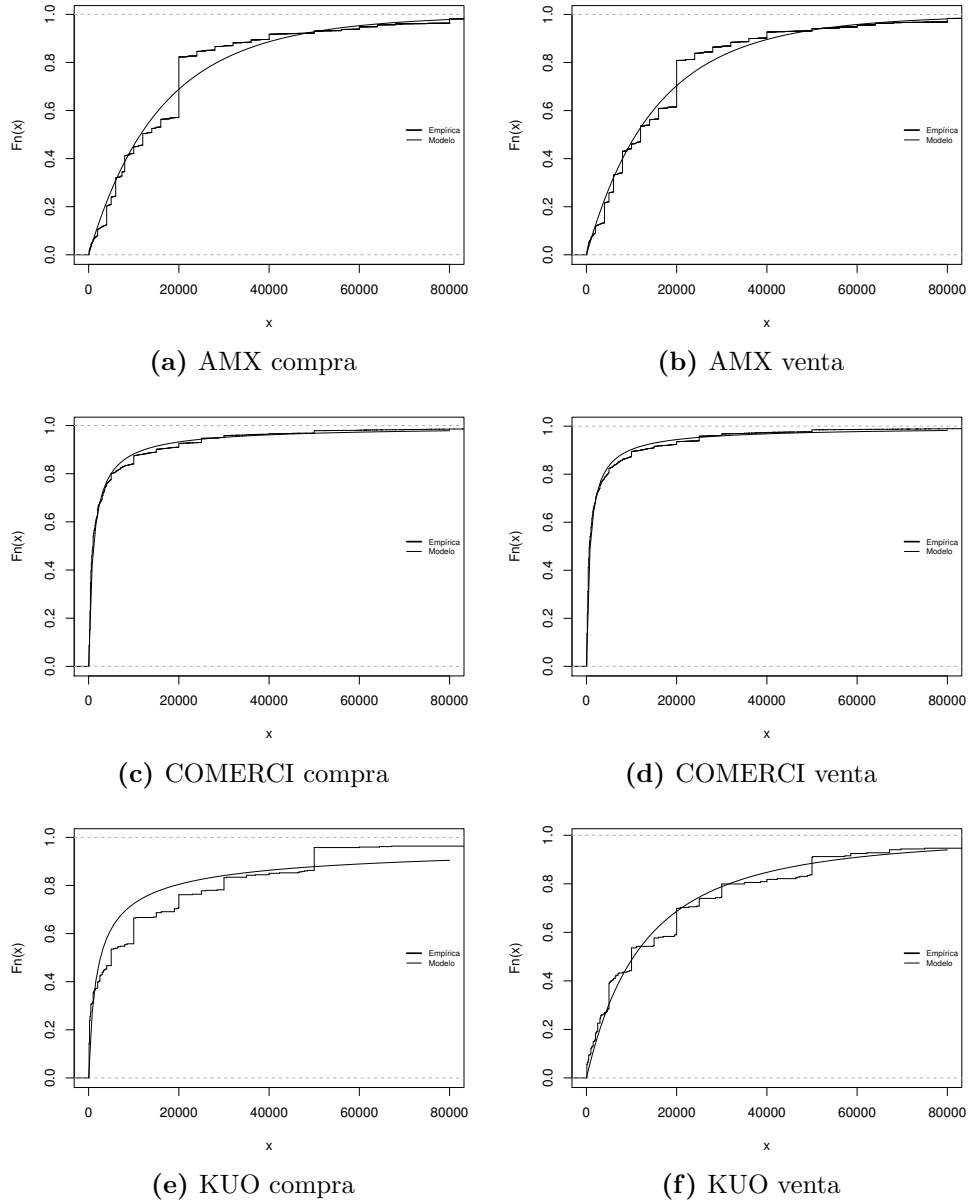 1.0
0.8
0.6
0.4
0.2
0.0
Fn(x)
Empírica
Modelo
0 20000 40000 60000 80000
x
(a) AMX compra
1.0
0.8
0.6
0.4
0.2
0.0
Fn(x)
Empírica
Modelo
0 20000 40000 60000 80000
x
(b) AMX venta
1.0
0.8
0.6
0.4
0.2
0.0
Fn(x)
Empírica
Modelo
0 20000 40000 60000 80000
x
(c) COMERCI compra
1.0
0.8
0.6
0.4
0.2
0.0
Fn(x)
Empírica
Modelo
0 20000 40000 60000 80000
x
(d) COMERCI venta
1.0
0.8
0.6
0.4
0.2
0.0
Fn(x)
Empírica
Modelo
0 20000 40000 60000 80000
x
(e) KUO compra
1.0
0.8
0.6
0.4
0.2
0.0
Fn(x)
Empírica
Modelo
0 20000 40000 60000 80000
x
(f) KUO venta